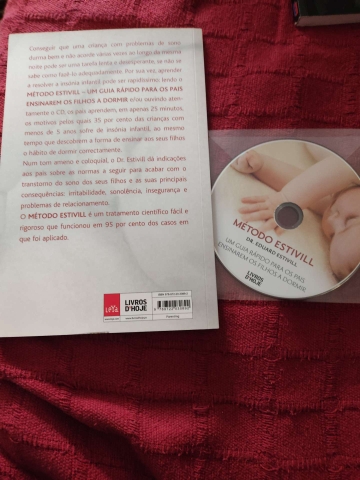 Conseguir que uma criança com problemas de sono
durma bem e não acorde várias vezes ao longo da mesma
noite pode ser uma tarefa lenta e desesperante, se não se
sabe como fazê-lo adequadamente. Por sua vez, aprender
a resolver a insónia infantil pode ser rapidíssimo: lendo o
MÉTODO ESTIVILL – UM GUIA RÁPIDO PARA OS PAIS
ENSINAREM OS FILHOS A DORMIR e/ou ouvindo aten-
tamente o CD, os pais aprendem, em apenas 25 minutos,
os motivos pelos quais 35 por cento das crianças com
menos de 5 anos sofre de insónia infantil, ao mesmo
tempo que descobrem a forma de ensinar aos seus filhos
o hábito de dormir correctamente.
Num tom ameno e coloquial, o Dr. Estivill dá indicações
aos pais sobre as normas a seguir para acabar com o
transtorno do sono dos seus filhos e as suas principais
consequências: irritabilidade, sonolência, insegurança e
problemas de relacionamento.
O MÉTODO ESTIVILL é um tratamento científico fácil e
rigoroso que funcionou em 95 por cento dos casos em
que foi aplicado.
LIVROS
D'HOJE
MÉTODO ESTIVILL
DR. EDUARD ESTIVILL
UM GUIA RÁPIDO PARA OS PAIS
ENSINAREM OS FILHOS A DORMIR
LIVROS
D'HOJE